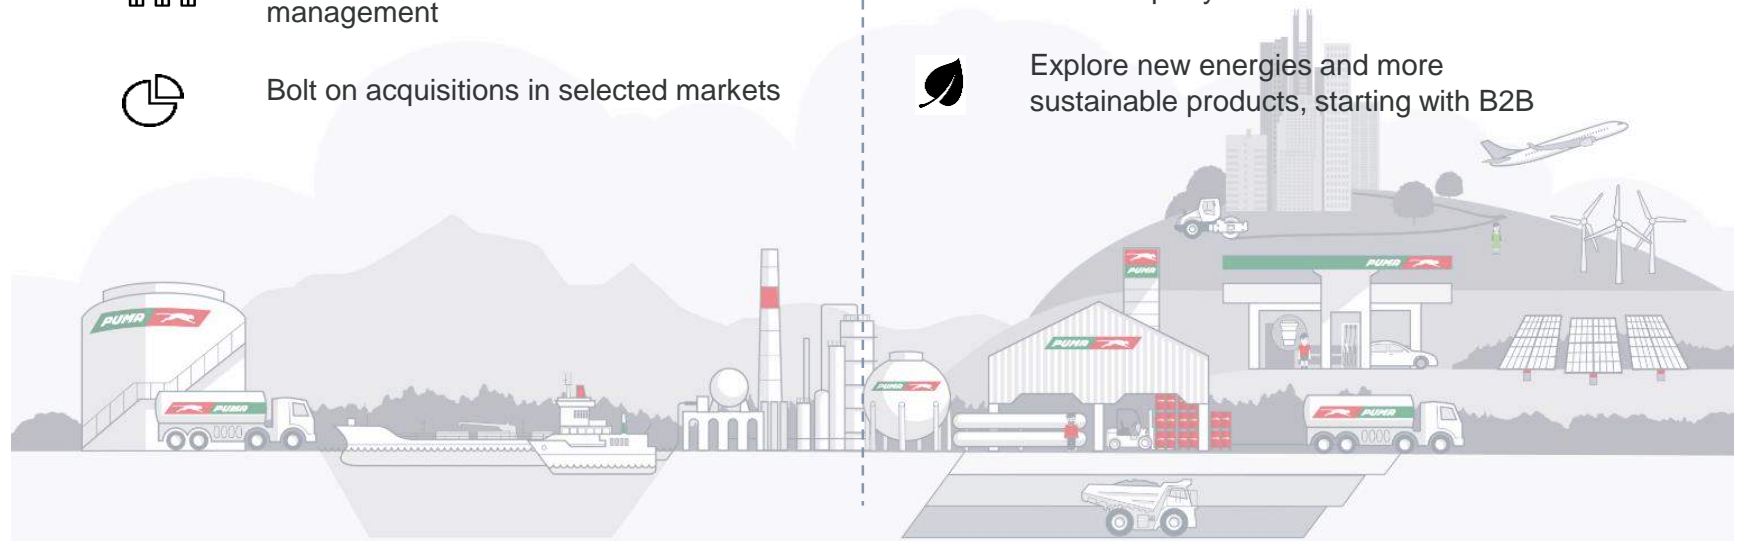 management
Bolt on acquisitions in selected markets
Explore new energies and more
sustainable products, starting with B2B
PUMA
PUMA
PUMA
PUMA
PUMA
PUMA
PUMA